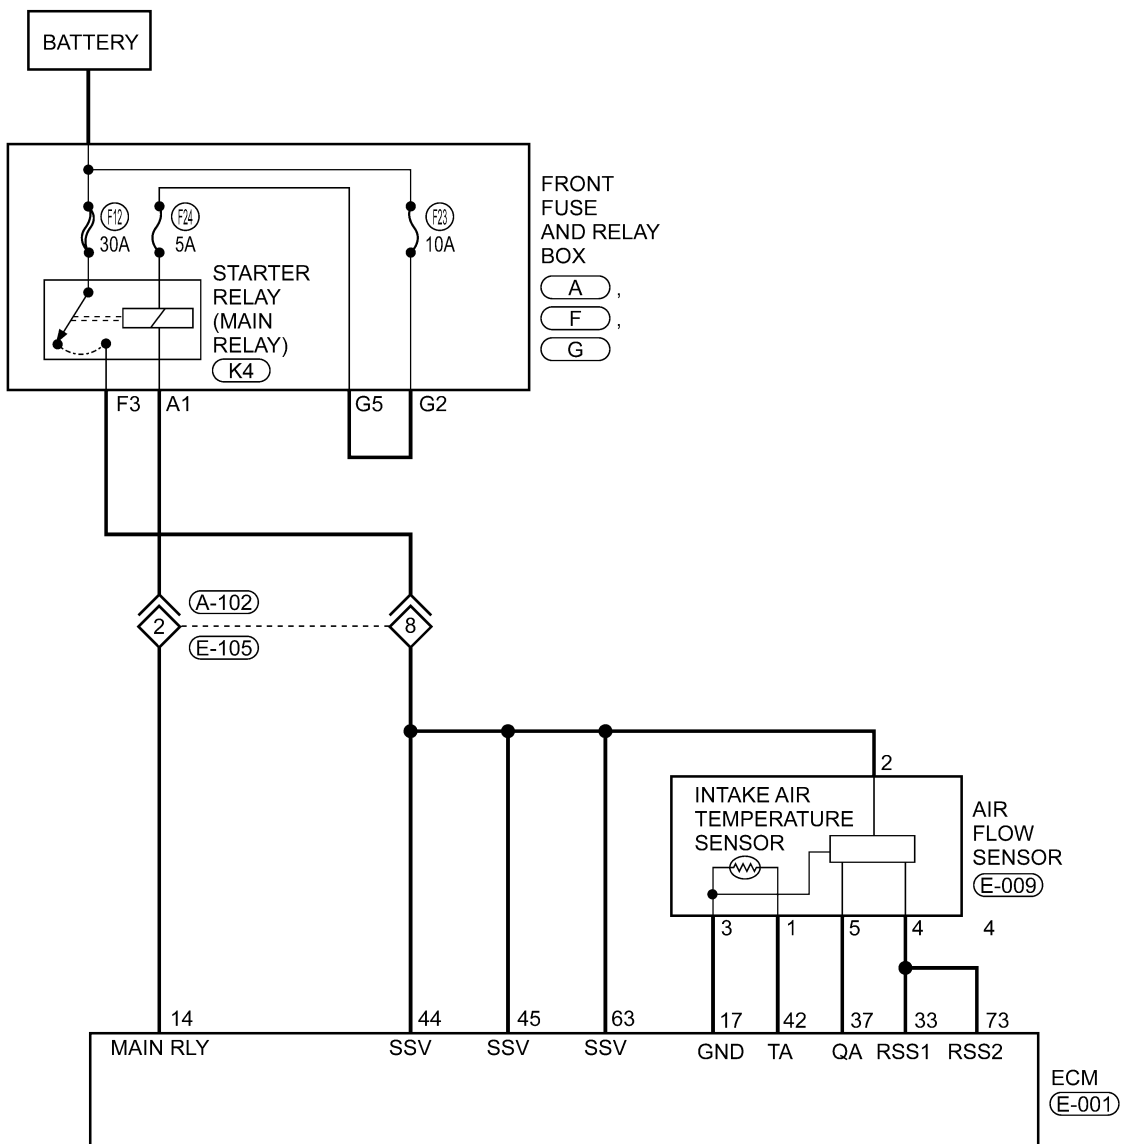 BATTERY
FRONT
FUSE
AND RELAY
BOX
A ,
F ,
G
F12
30A
F24
5A
F23
10A
STARTER
RELAY
(MAIN
RELAY)
K4
F3 A1 G5 G2
A-102
2 8
E-105
2
INTAKE AIR
TEMPERATURE
SENSOR
AIR
FLOW
SENSOR
E-009
3 1 5 4 4
14 44 45 63 17 42 37 33 73
MAIN RLY SSV SSV SSV GND TA QA RSS1 RSS2
ECM
E-001